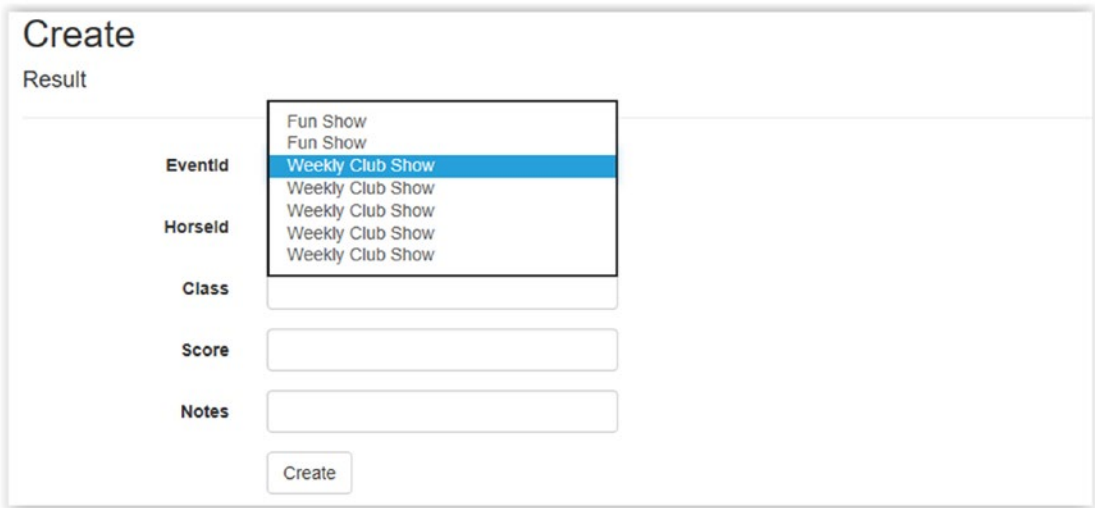 Create
Result
EventId
Fun Show
Fun Show
Weekly Club Show
Weekly Club Show
Weekly Club Show
Weekly Club Show
Weekly Club Show
HorseId
Class
Score
Notes
Create